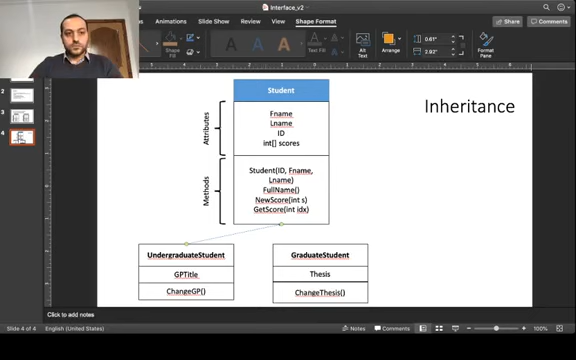 Interface_v2
Animations
Slide Show
Review
View
Shape Format
Share
Comments
Text Fill
Alt
Text
Arrange
0.61"
2.92"
Format
Pane
2
3
4
Inheritance
Student
Attributes
Fname
Lname
ID
int[] scores
Methods
Student(ID, Fname,
Lname)
FullName()
NewScore(int s)
GetScore(int idx)
UndergraduateStudent
GPTitle
ChangeGP()
GraduateStudent
Thesis
ChangeThesis()
Click to add notes
Slide 4 of 4
English (United States)
Notes
Comments
100%